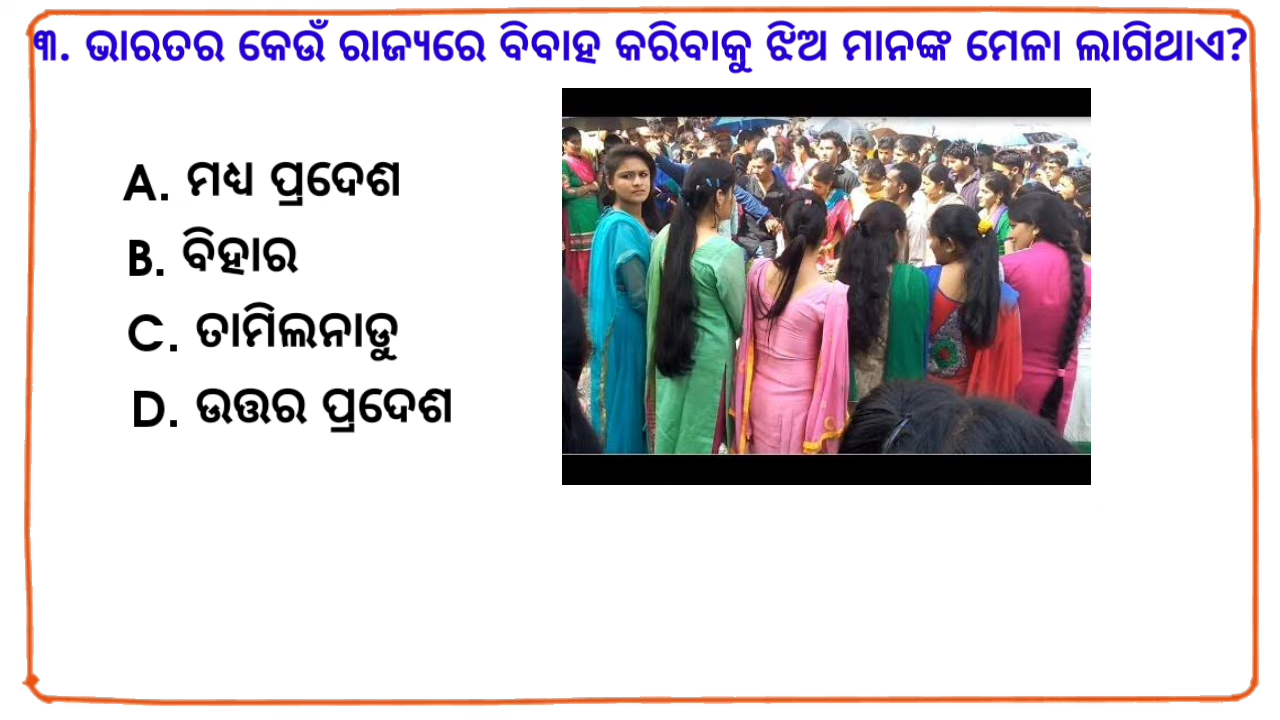 ୩. ଭାରତର କେଉଁ ରାଜ୍ୟରେ ବିବାହ କରିବାକୁ ଝିଅ ମାନଙ୍କ ମେଳା ଲାଗିଥାଏ?
A. ମଧ୍ୟ ପ୍ରଦେଶ
B. ବିହାର
C. ତାମିଲନାଡୁ
D. ଉତ୍ତର ପ୍ରଦେଶ